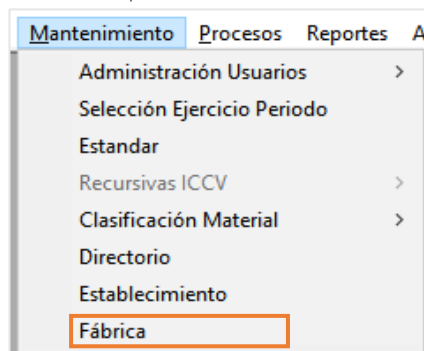 Mantenimiento Procesos Reportes A
Administración Usuarios >
Selección Ejercicio Periodo
Estandar
Recursivas ICCV >
Clasificación Material >
Directorio
Establecimiento
Fábrica